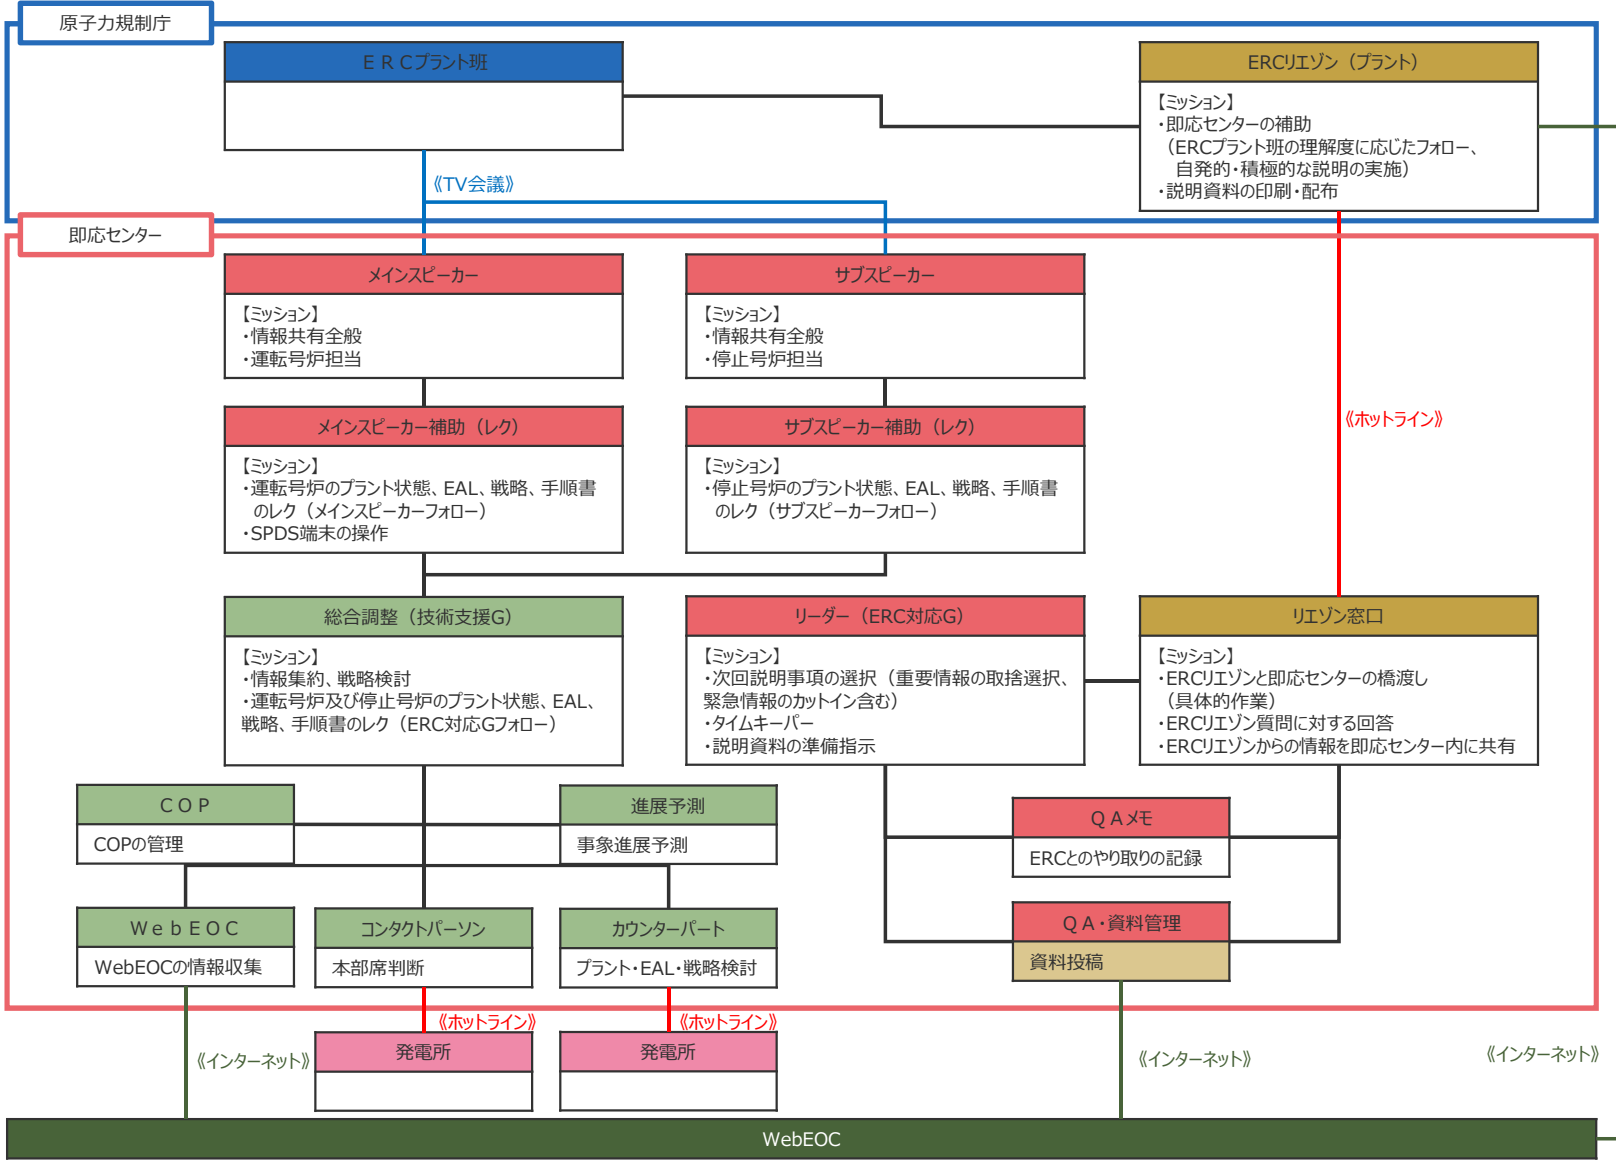 原子力規制庁
ＥＲＣプラント班
ERCリエゾン（プラント）
【ミッション】
・即応センターの補助
（ERCプラント班の理解度に応じたフォロー、
自発的・積極的な説明の実施）
・説明資料の印刷・配布
《TV会議》
即応センター
メインスピーカー
【ミッション】
・情報共有全般
・運転号炉担当
サブスピーカー
【ミッション】
・情報共有全般
・停止号炉担当
《ホットライン》
メインスピーカー補助（レク）
【ミッション】
・運転号炉のプラント状態、EAL、戦略、手順書
のレク（メインスピーカーフォロー）
・SPDS端末の操作
サブスピーカー補助（レク）
【ミッション】
・停止号炉のプラント状態、EAL、戦略、手順書
のレク（サブスピーカーフォロー）
総合調整（技術支援G）
【ミッション】
・情報集約、戦略検討
・運転号炉及び停止号炉のプラント状態、EAL、
戦略、手順書のレク（ERC対応Gフォロー）
リーダー（ERC対応G）
【ミッション】
・次回説明事項の選択（重要情報の取捨選択、
緊急情報のカットイン含む）
・タイムキーパー
・説明資料の準備指示
リエゾン窓口
【ミッション】
・ERCリエゾンと即応センターの橋渡し
（具体的作業）
・ERCリエゾン質問に対する回答
・ERCリエゾンからの情報を即応センター内に共有
ＣＯＰ
COPの管理
進展予測
事象進展予測
ＱＡメモ
ERCとのやり取りの記録
ＷｅｂＥＯＣ
WebEOCの情報収集
コンタクトパーソン
本部席判断
カウンターパート
プラント・EAL・戦略検討
ＱＡ・資料管理
資料投稿
《ホットライン》
《ホットライン》
発電所
発電所
《インターネット》
《インターネット》
《インターネット》
WebEOC